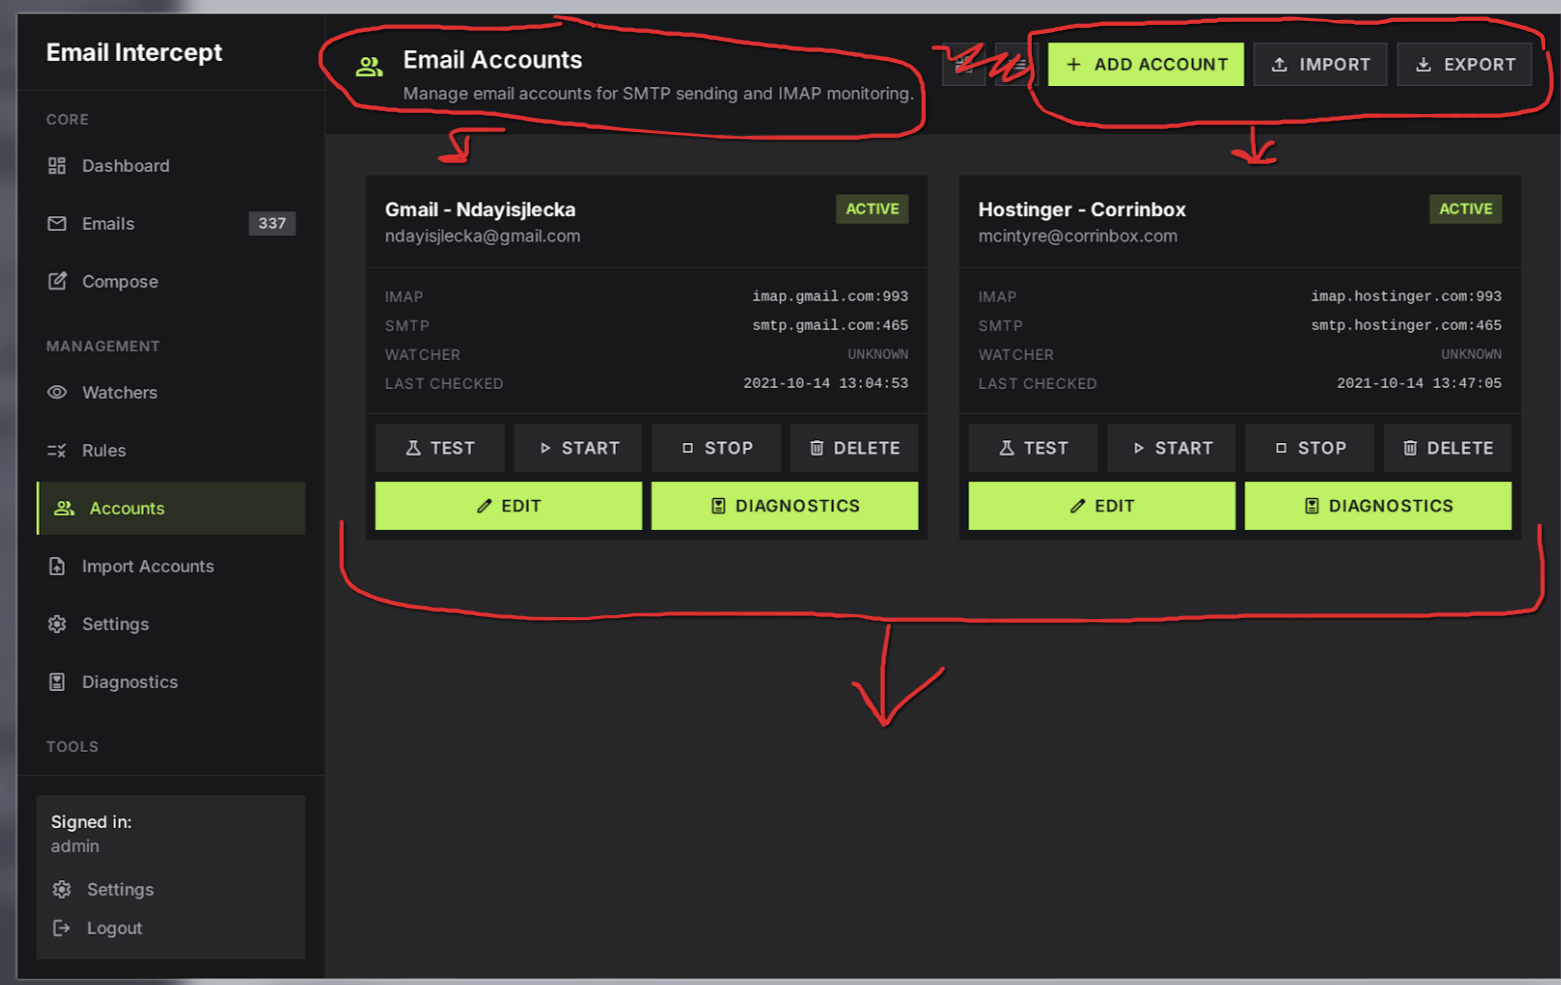 Email Intercept
CORE
Dashboard
Emails 337
Compose
MANAGEMENT
Watchers
Rules
Accounts
Import Accounts
Settings
Diagnostics
TOOLS
Signed in:
admin
Settings
Logout
Email Accounts
Manage email accounts for SMTP sending and IMAP monitoring.
+ ADD ACCOUNT IMPORT EXPORT
Gmail - Ndayisjlecka ACTIVE
ndayisjlecka@gmail.com
IMAP imap.gmail.com:993
SMTP smtp.gmail.com:465
WATCHER UNKNOWN
LAST CHECKED 2021-10-14 13:04:53
TEST START STOP DELETE
EDIT DIAGNOSTICS
Hostinger - Corrinbox ACTIVE
mcintyre@corrinbox.com
IMAP imap.hostinger.com:993
SMTP smtp.hostinger.com:465
WATCHER UNKNOWN
LAST CHECKED 2021-10-14 13:47:05
TEST START STOP DELETE
EDIT DIAGNOSTICS